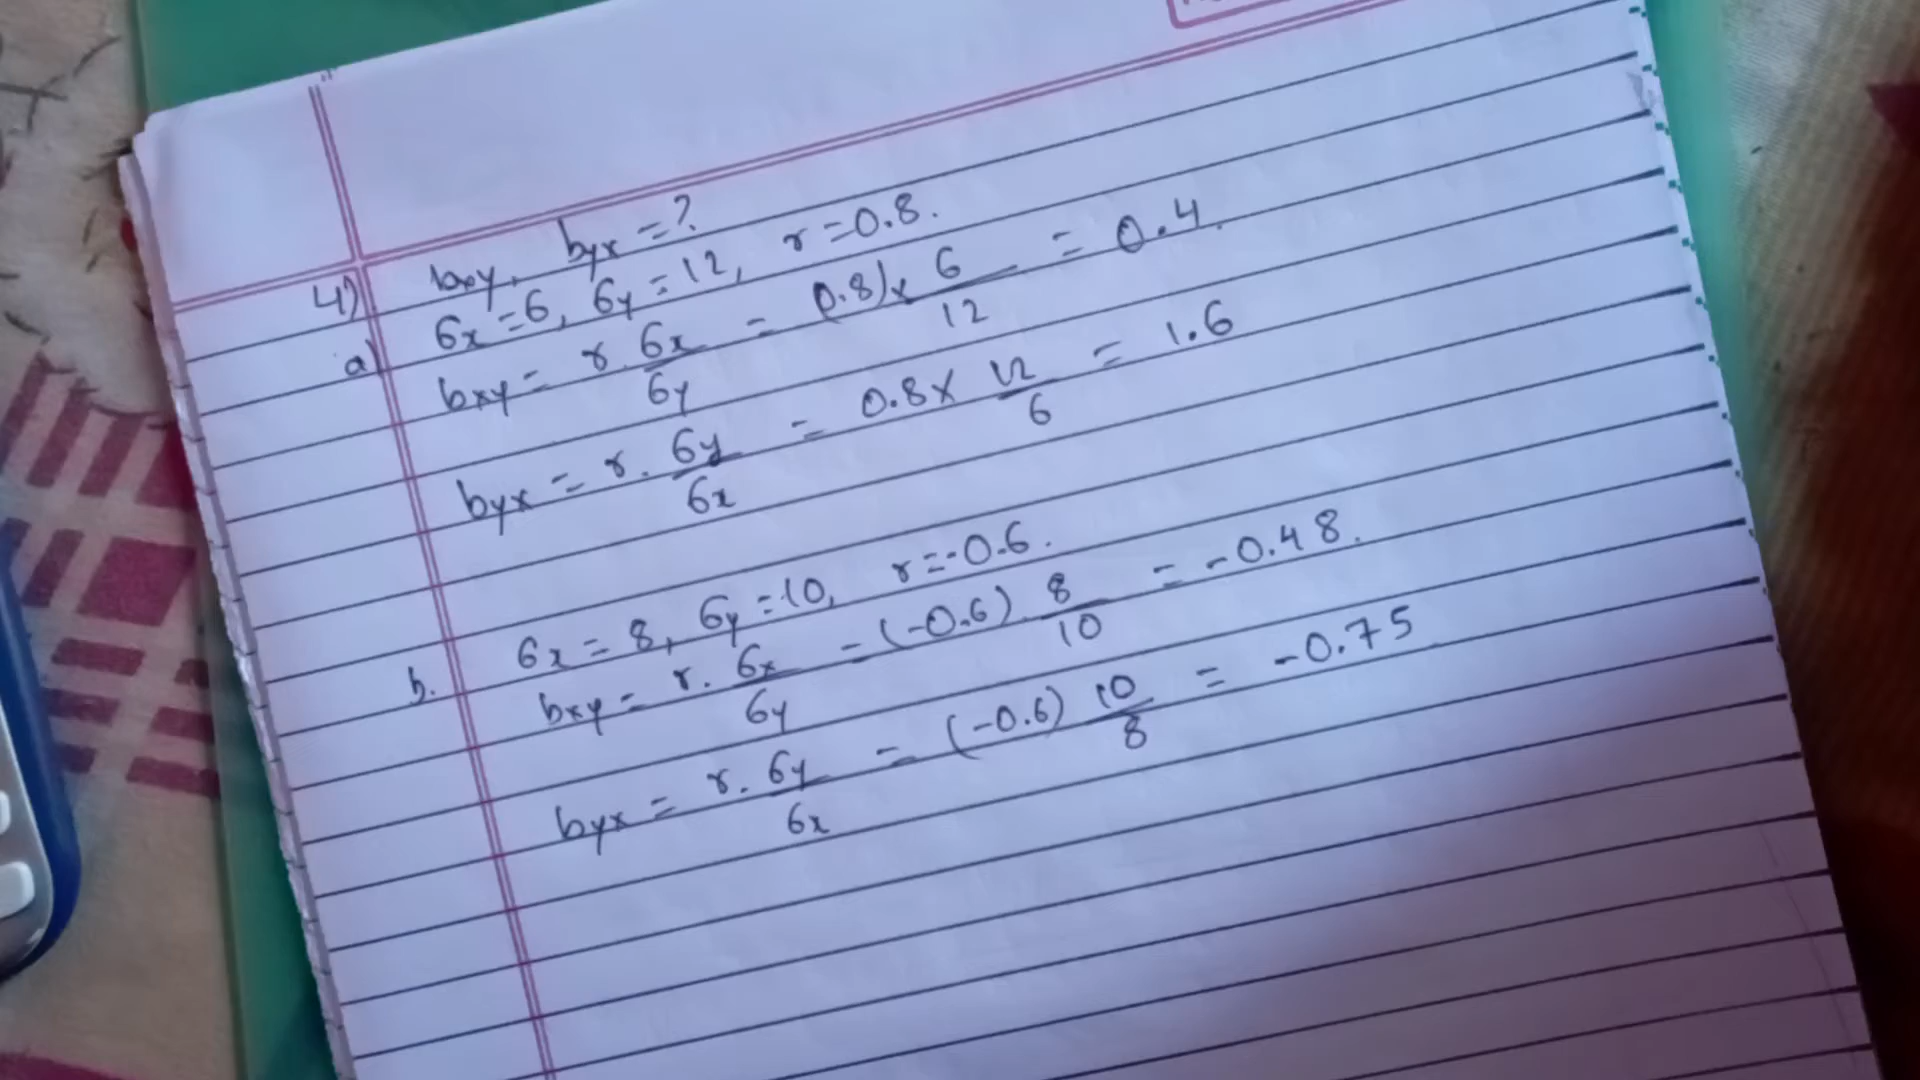 4) bxy, byx = ?
a) 6x = 6, 6y = 12, r = 0.8.
bxy = r. 6x/6y = (0.8) x 6/12 = 0.4.
byx = r. 6y/6x = 0.8 x 12/6 = 1.6
b. 6x = 8, 6y = 10, r = -0.6.
bxy = r. 6x/6y = (-0.6) 8/10 = -0.48.
byx = r. 6y/6x = (-0.6) 10/8 = -0.75